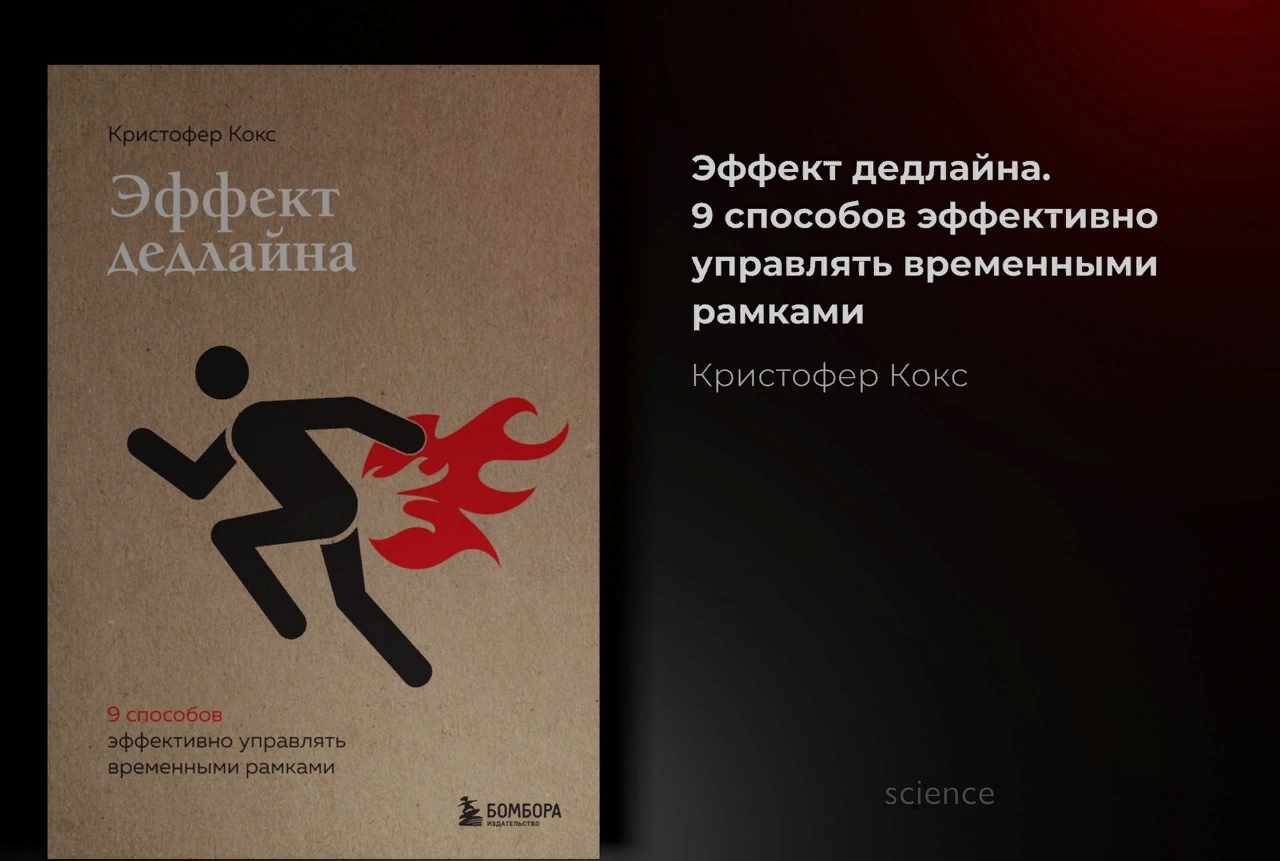 Кристофер Кокс
Эффект
дедлайна
9 способов
эффективно управлять
временными рамками
БОМБОРА
ИЗДАТЕЛЬСТВО
Эффект дедлайна.
9 способов эффективно
управлять временными
рамками
Кристофер Кокс
science